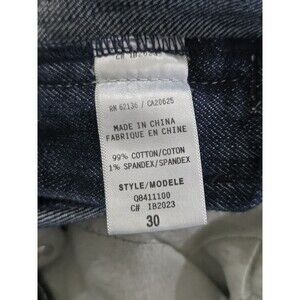 C# IB2023
RN 62136 / CA20625
MADE IN CHINA
FABRIQUE EN CHINE
99% COTTON/COTON
1% SPANDEX/SPANDEX
STYLE/MODELE
Q8411100
C# IB2023
30